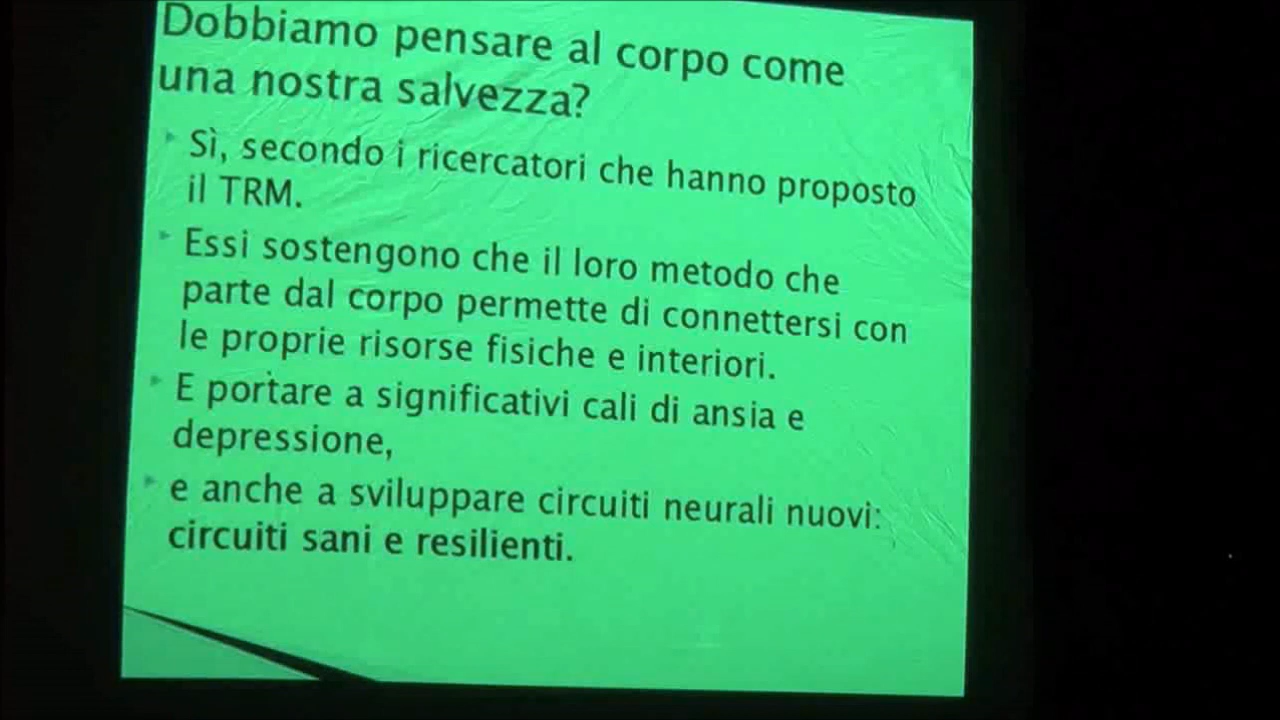 Dobbiamo pensare al corpo come
una nostra salvezza?
Sì, secondo i ricercatori che hanno proposto
il TRM.
Essi sostengono che il loro metodo che
parte dal corpo permette di connettersi con
le proprie risorse fisiche e interiori.
E portare a significativi cali di ansia e
depressione,
e anche a sviluppare circuiti neurali nuovi:
circuiti sani e resilienti.